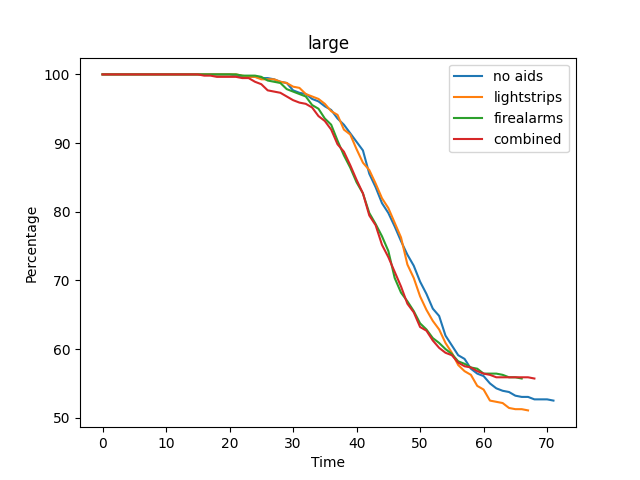 large
no aids
lightstrips
firealarms
combined
100
90
80
70
60
50
Percentage
0 10 20 30 40 50 60 70
Time